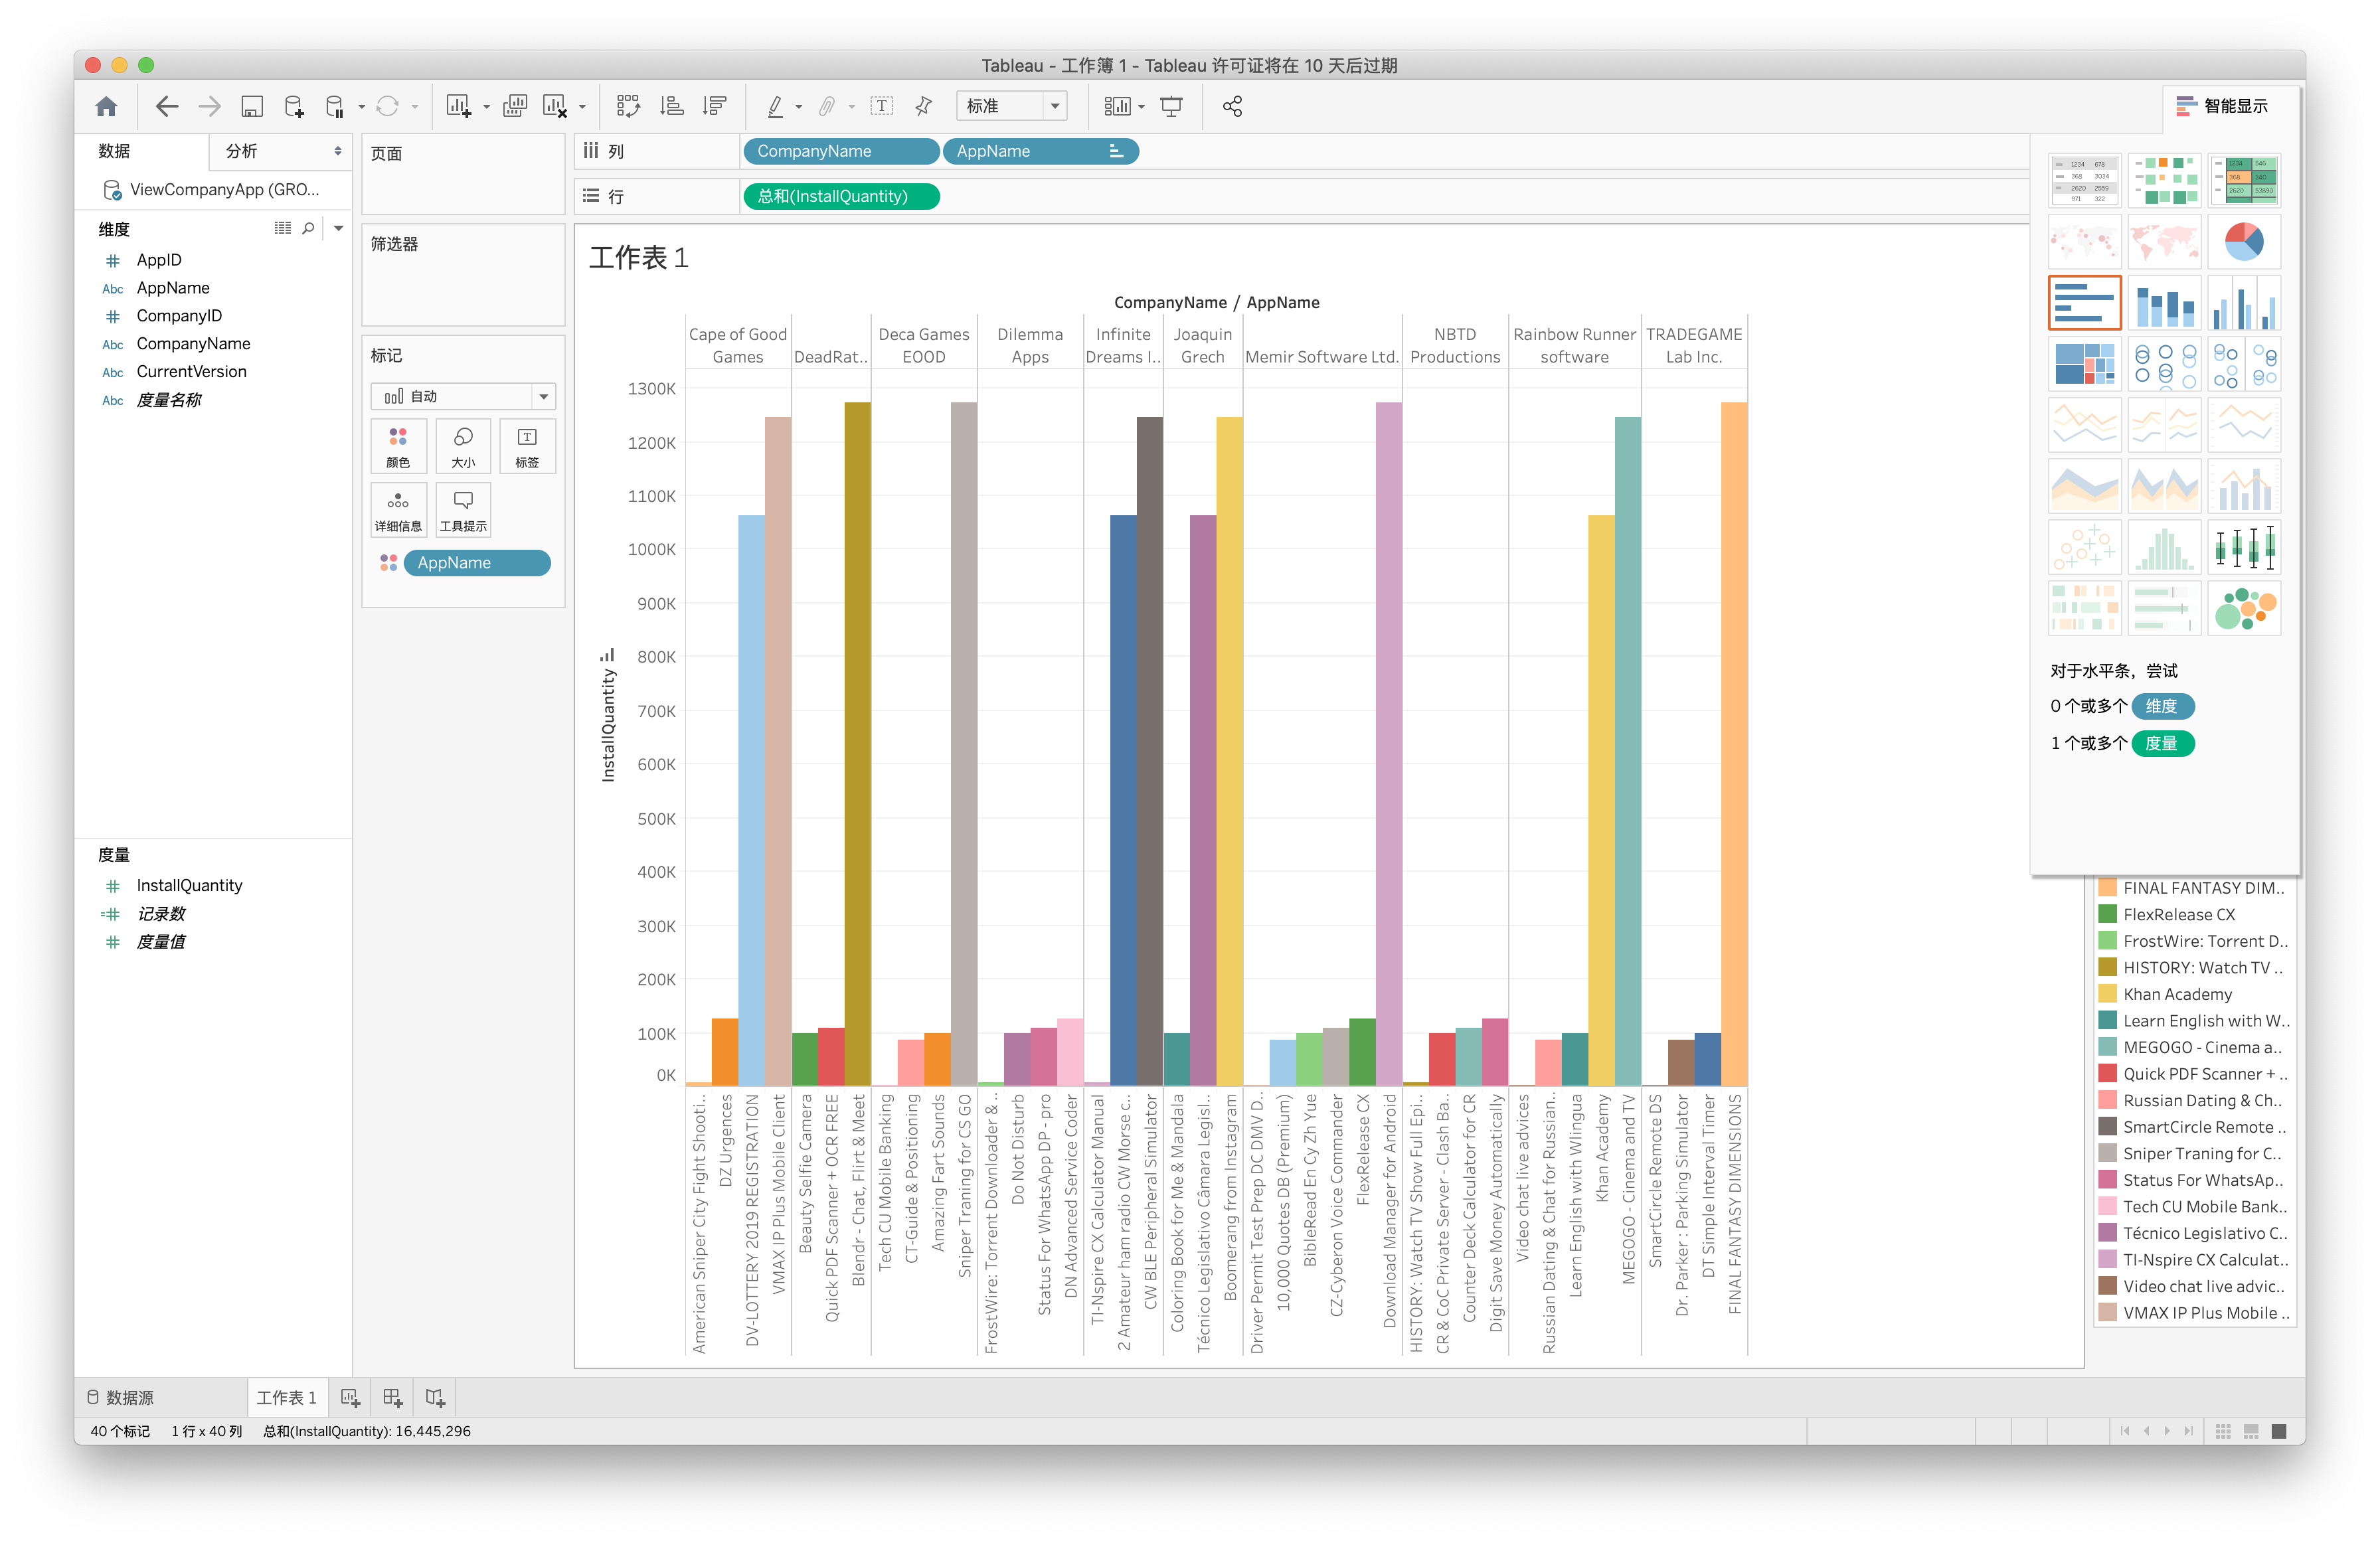 Tableau - 工作簿 1 - Tableau 许可证将在 10 天后过期
标准
智能显示
数据
分析
ViewCompanyApp (GRO...
维度
AppID
AppName
CompanyID
CompanyName
CurrentVersion
度量名称
度量
InstallQuantity
记录数
度量值
页面
筛选器
标记
自动
颜色
大小
标签
详细信息
工具提示
AppName
列
CompanyName
AppName
行
总和(InstallQuantity)
工作表 1
CompanyName / AppName
Cape of Good Games
DeadRat..
Deca Games EOOD
Dilemma Apps
Infinite Dreams I..
Joaquin Grech
Memir Software Ltd.
NBTD Productions
Rainbow Runner software
TRADEGAME Lab Inc.
InstallQuantity
1300K
1200K
1100K
1000K
900K
800K
700K
600K
500K
400K
300K
200K
100K
0K
American Sniper City Fight Shooti..
DZ Urgences
DV-LOTTERY 2019 REGISTRATION
VMAX IP Plus Mobile Client
Beauty Selfie Camera
Quick PDF Scanner + OCR FREE
Blendr - Chat, Flirt & Meet
Tech CU Mobile Banking
CT-Guide & Positioning
Amazing Fart Sounds
Sniper Traning for CS GO
FrostWire: Torrent Downloader & ..
Do Not Disturb
Status For WhatsApp DP - pro
DN Advanced Service Coder
TI-Nspire CX Calculator Manual
2 Amateur ham radio CW Morse c..
CW BLE Peripheral Simulator
Coloring Book for Me & Mandala
Técnico Legislativo Câmara Legisl..
Boomerang from Instagram
Driver Permit Test Prep DC DMV D..
10,000 Quotes DB (Premium)
BibleRead En Cy Zh Yue
CZ-Cyberon Voice Commander
FlexRelease CX
Download Manager for Android
HISTORY: Watch TV Show Full Epi..
CR & CoC Private Server - Clash Ba..
Counter Deck Calculator for CR
Digit Save Money Automatically
Video chat live advices
Russian Dating & Chat for Russian..
Learn English with Wlingua
Khan Academy
MEGOGO - Cinema and TV
SmartCircle Remote DS
Dr. Parker : Parking Simulator
DT Simple Interval Timer
FINAL FANTASY DIMENSIONS
1234 678
368 3034
2620 2559
971 322
1234 546
368 340
2620 53890
对于水平条，尝试
0 个或多个 维度
1 个或多个 度量
FINAL FANTASY DIM..
FlexRelease CX
FrostWire: Torrent D..
HISTORY: Watch TV ..
Khan Academy
Learn English with W..
MEGOGO - Cinema a..
Quick PDF Scanner + ..
Russian Dating & Ch..
SmartCircle Remote ..
Sniper Traning for C..
Status For WhatsAp..
Tech CU Mobile Bank..
Técnico Legislativo C..
TI-Nspire CX Calculat..
Video chat live advic..
VMAX IP Plus Mobile ..
数据源
工作表 1
40 个标记 1 行 x 40 列 总和(InstallQuantity): 16,445,296